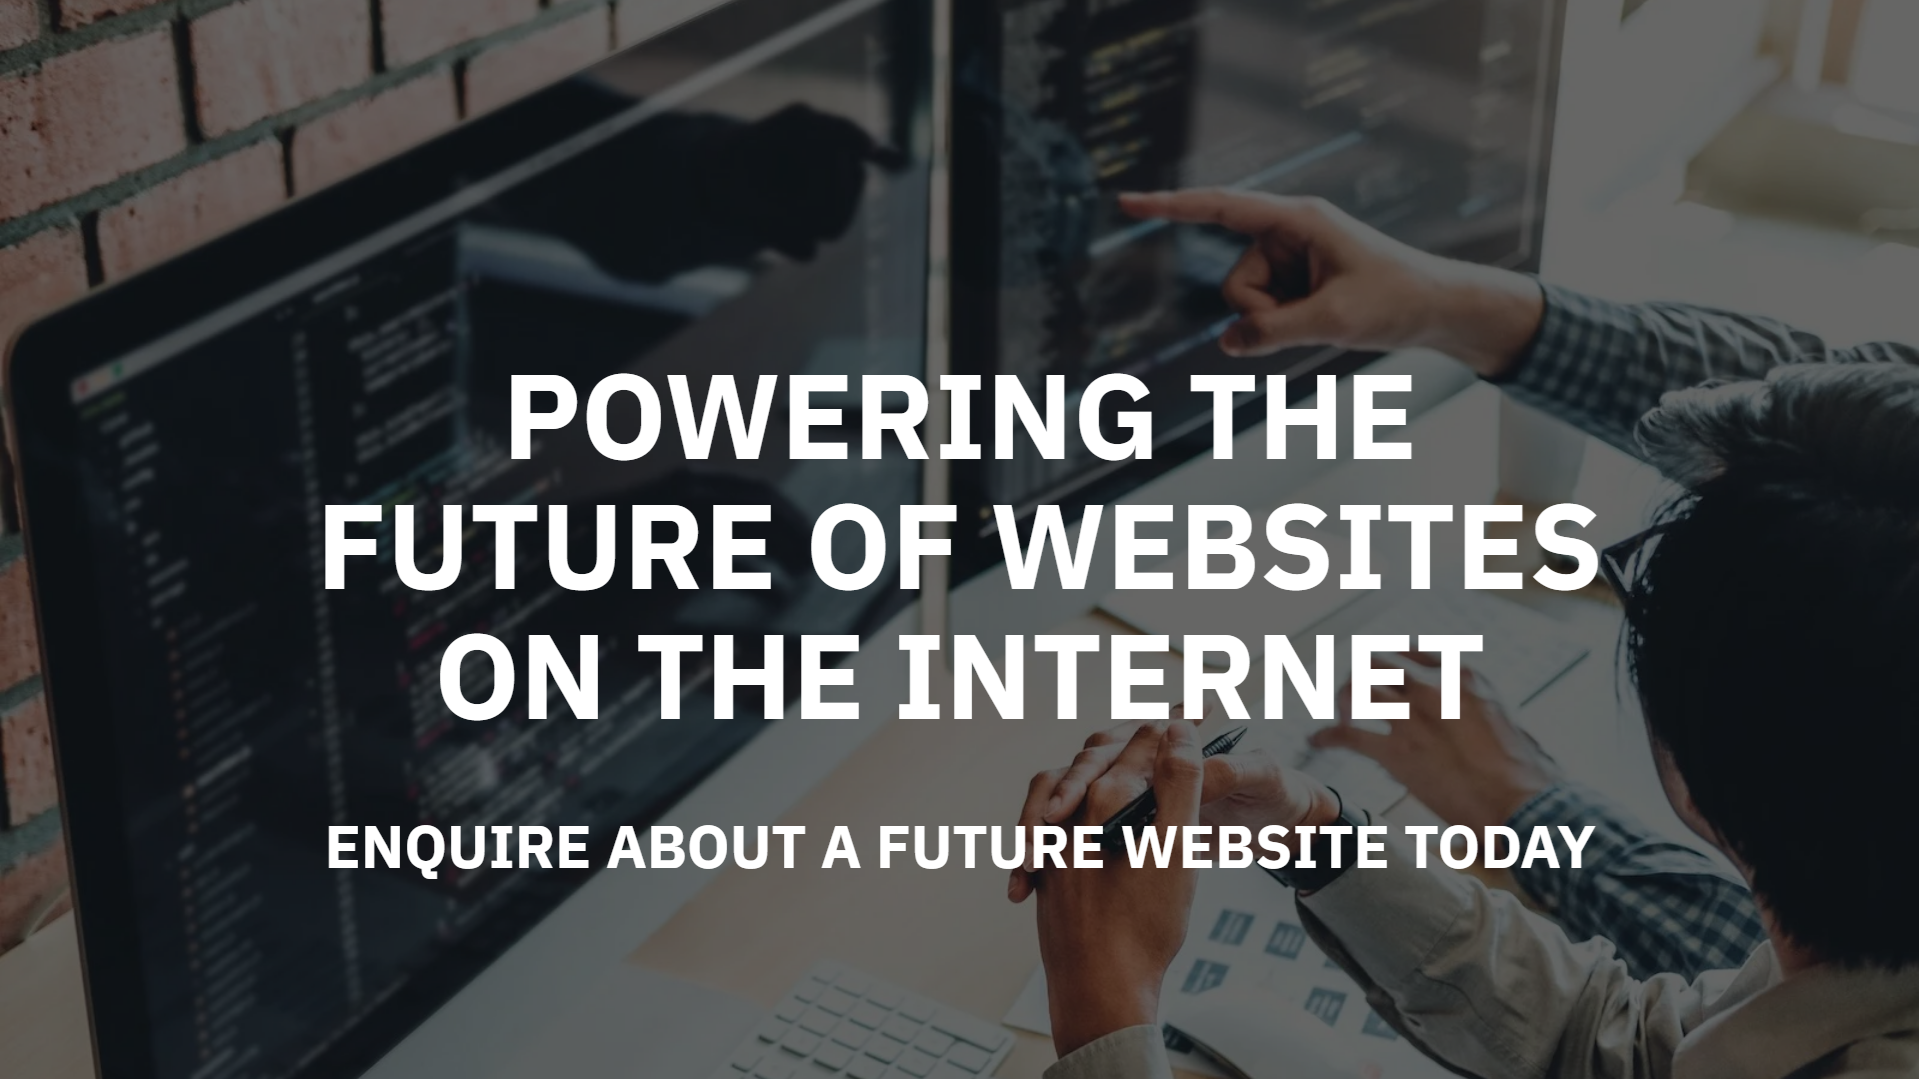 POWERING THE
FUTURE OF WEBSITES
ON THE INTERNET
ENQUIRE ABOUT A FUTURE WEBSITE TODAY